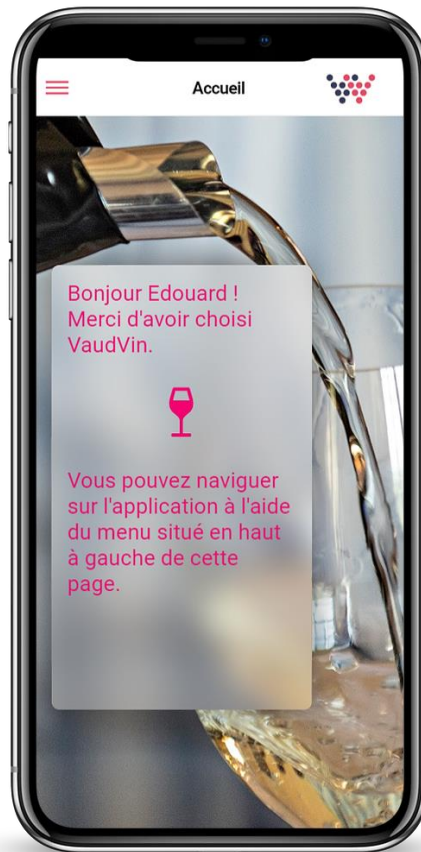 Accueil
Bonjour Edouard !
Merci d'avoir choisi
VaudVin.
Vous pouvez naviguer
sur l'application à l'aide
du menu situé en haut
à gauche de cette
page.